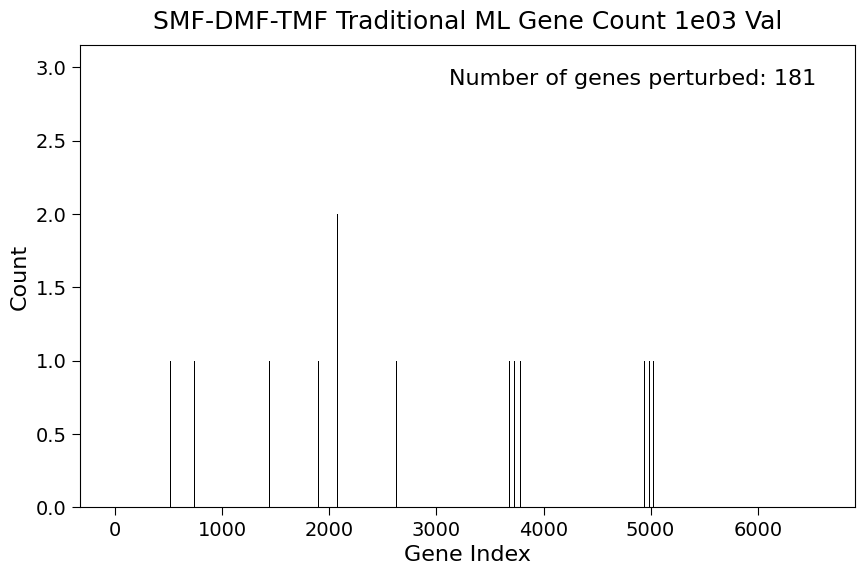 SMF-DMF-TMF Traditional ML Gene Count 1e03 Val
Number of genes perturbed: 181
3.0
2.5
2.0
1.5
1.0
0.5
0.0
Count
0 1000 2000 3000 4000 5000 6000
Gene Index